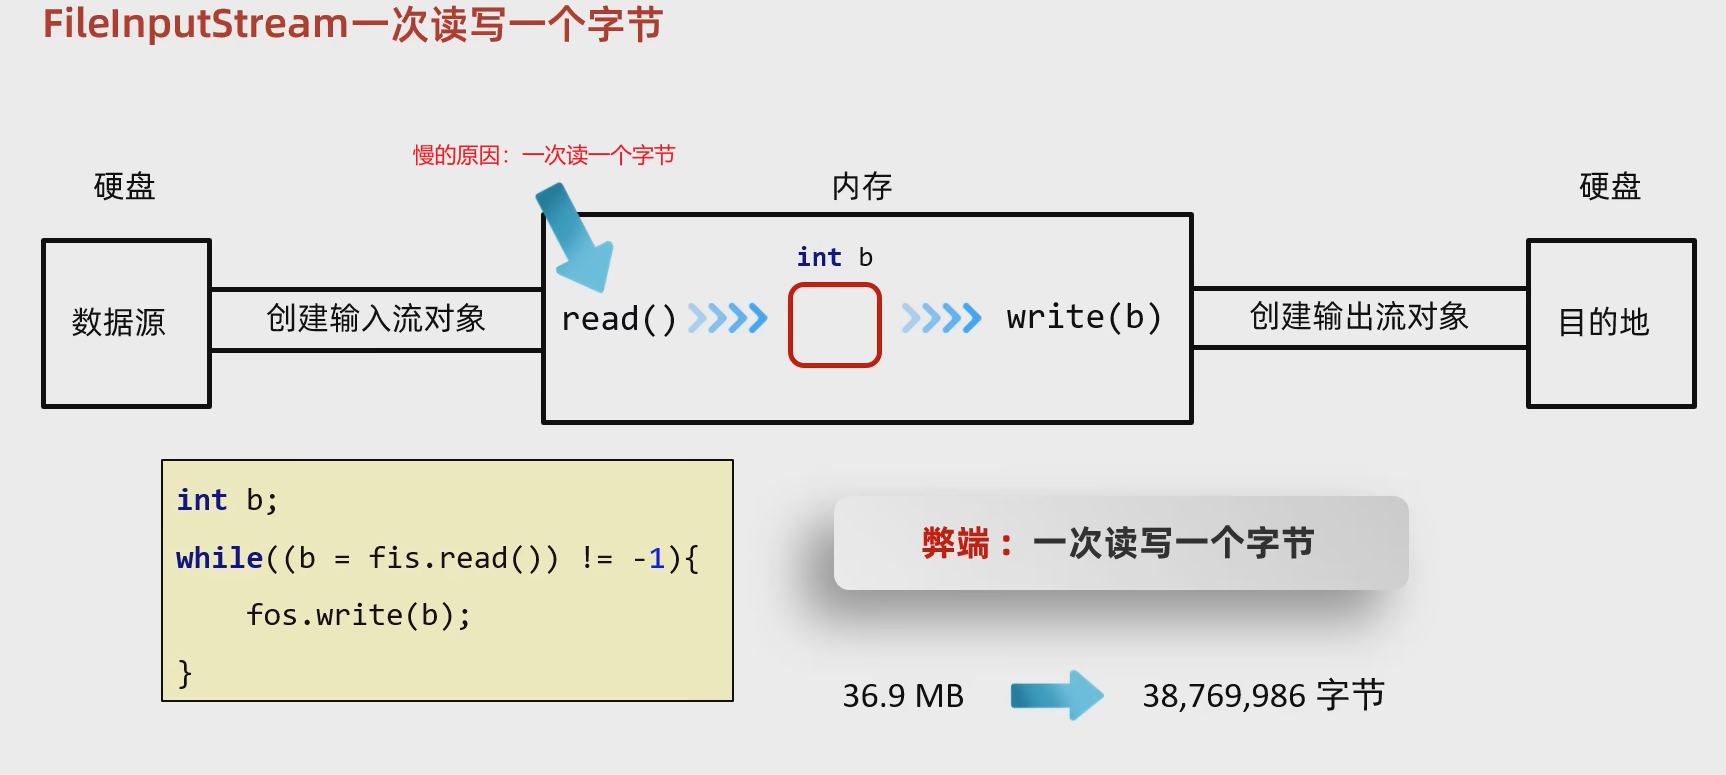 FileInputStream一次读写一个字节
慢的原因：一次读一个字节
硬盘
内存
硬盘
int b
数据源
创建输入流对象
read()
write(b)
创建输出流对象
目的地
int b;
while((b = fis.read()) != -1){
    fos.write(b);
}
弊端：一次读写一个字节
36.9 MB
38,769,986 字节